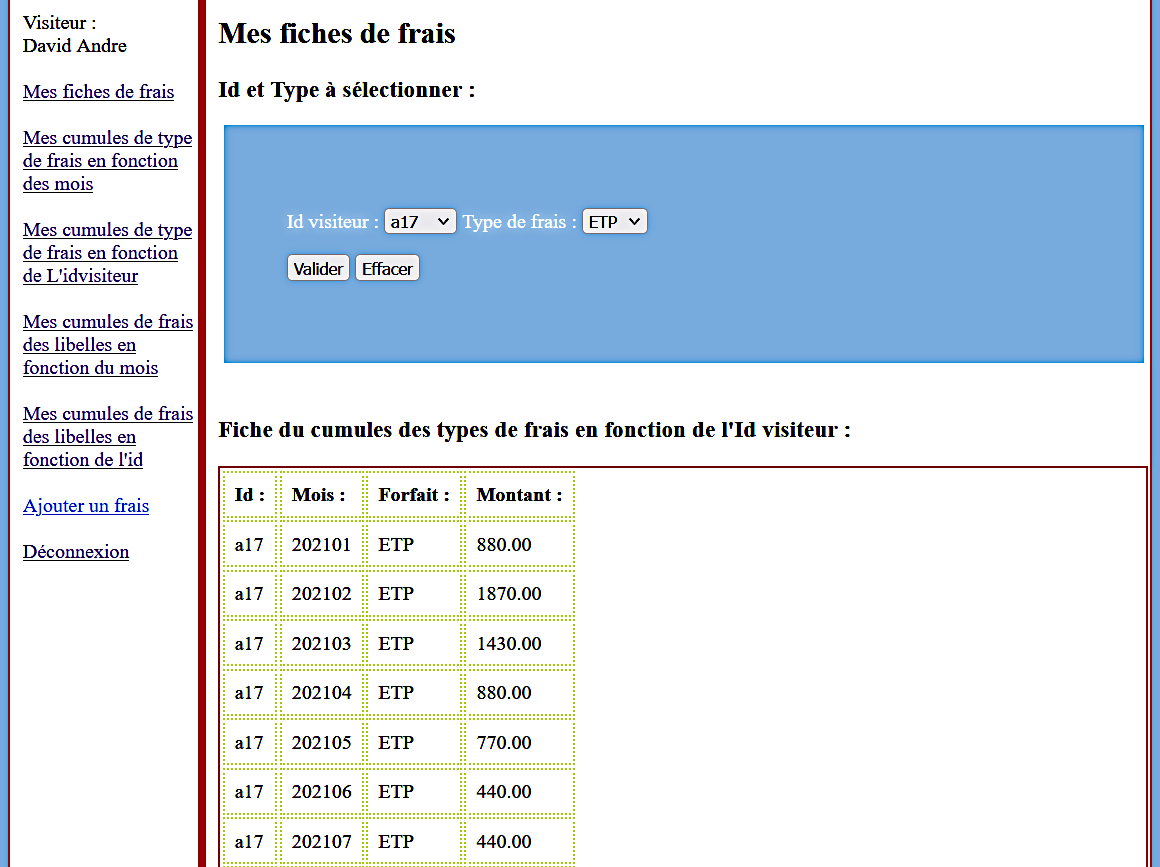 Visiteur :
David Andre
Mes fiches de frais
Mes cumules de type
de frais en fonction
des mois
Mes cumules de type
de frais en fonction
de L'idvisiteur
Mes cumules de frais
des libelles en
fonction du mois
Mes cumules de frais
des libelles en
fonction de l'id
Ajouter un frais
Déconnexion
Mes fiches de frais
Id et Type à sélectionner :
Id visiteur : a17 Type de frais : ETP
Valider Effacer
Fiche du cumules des types de frais en fonction de l'Id visiteur :
Id : Mois : Forfait : Montant :
a17 202101 ETP 880.00
a17 202102 ETP 1870.00
a17 202103 ETP 1430.00
a17 202104 ETP 880.00
a17 202105 ETP 770.00
a17 202106 ETP 440.00
a17 202107 ETP 440.00